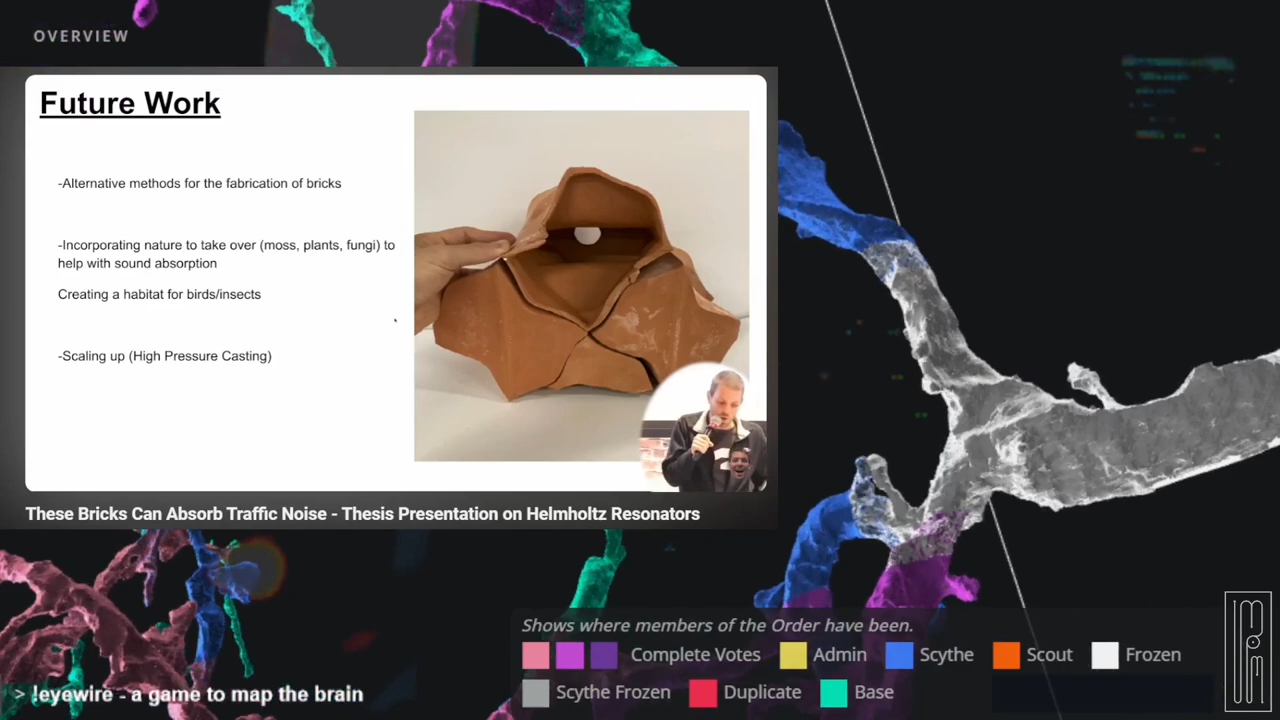 OVERVIEW
Future Work
-Alternative methods for the fabrication of bricks
-Incorporating nature to take over (moss, plants, fungi) to
help with sound absorption
Creating a habitat for birds/insects
-Scaling up (High Pressure Casting)
These Bricks Can Absorb Traffic Noise - Thesis Presentation on Helmholtz Resonators
Shows where members of the Order have been.
Complete Votes
Admin
Scythe
Scout
Frozen
Scythe Frozen
Duplicate
Base
> !eyewire - a game to map the brain